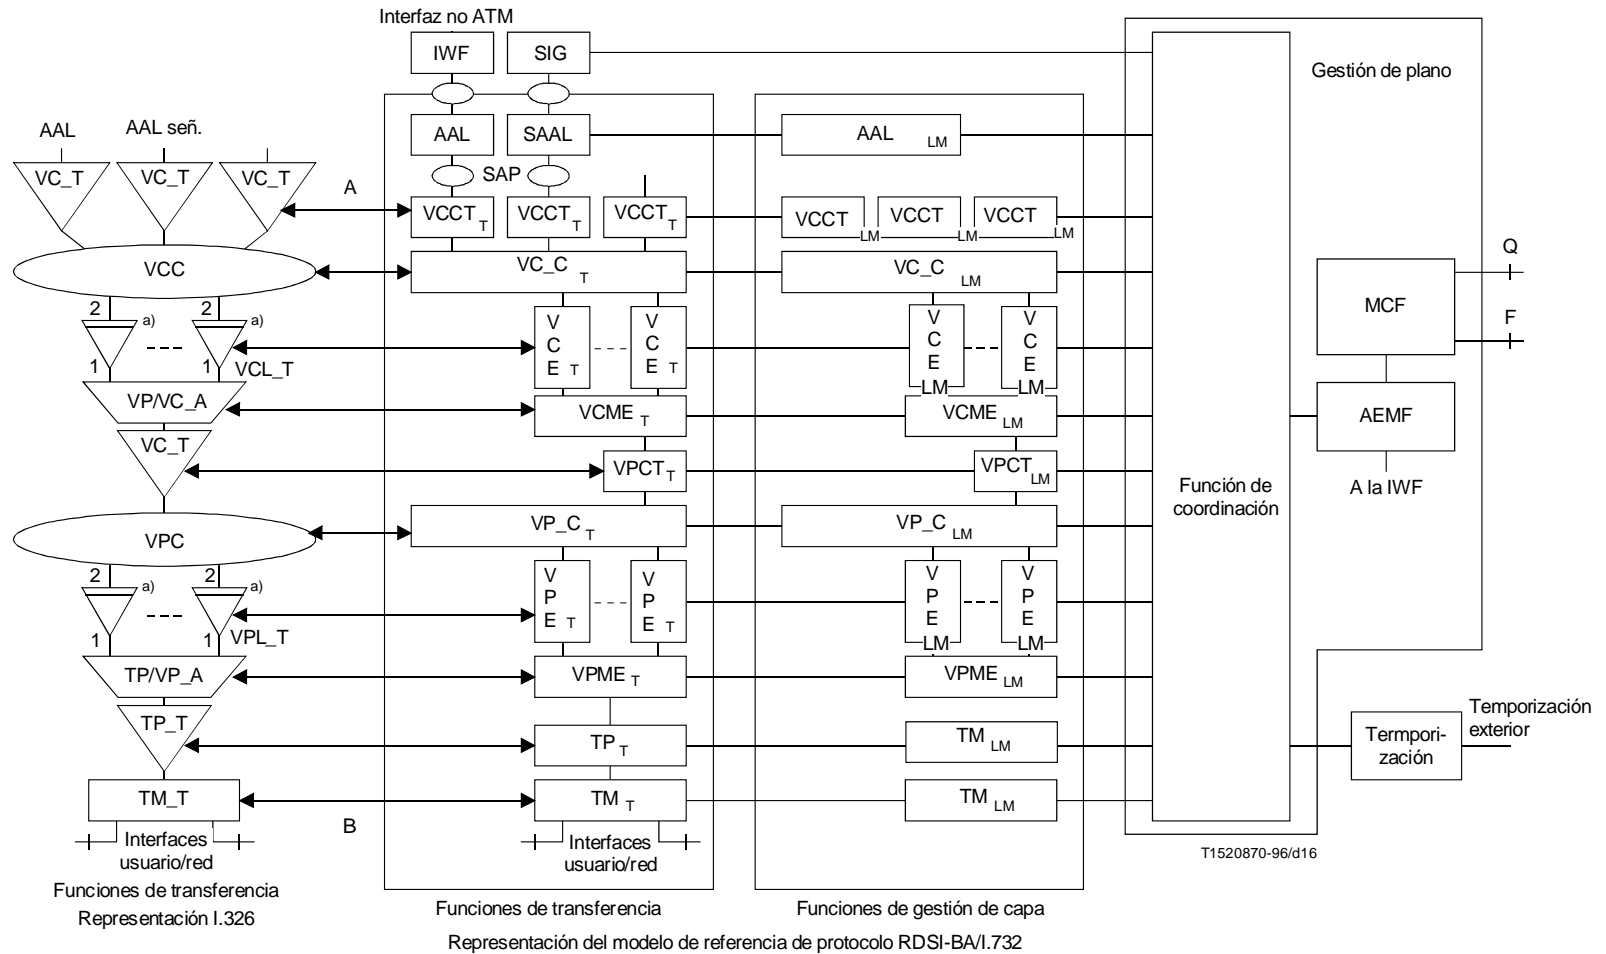 Interfaz no ATM
IWF
SIG
Gestión de plano
AAL
AAL señ.
AAL
SAAL
AAL LM
VC_T
VC_T
VC_T
SAP
A
VCCT T
VCCT T
VCCT T
VCCT LM
VCCT LM
VCCT LM
VCC
VC_C T
VC_C LM
Q
MCF
F
2
a)
2
a)
1
1
VCL_T
V
C
E T
V
C
E T
V
C
E
LM
V
C
E
LM
VP/VC_A
VCME T
VCME LM
AEMF
VC_T
VPCT T
VPCT LM
A la IWF
Función de
coordinación
VPC
VP_C T
VP_C LM
2
a)
2
a)
1
1
VPL_T
V
P
E T
V
P
E T
V
P
E
LM
V
P
E
LM
TP/VP_A
VPME T
VPME LM
TP_T
TP T
TM LM
Termpori-
zación
Temporización
exterior
TM_T
B
TM T
TM LM
Interfaces
usuario/red
Interfaces
usuario/red
T1520870-96/d16
Funciones de transferencia
Representación I.326
Funciones de transferencia
Funciones de gestión de capa
Representación del modelo de referencia de protocolo RDSI-BA/I.732